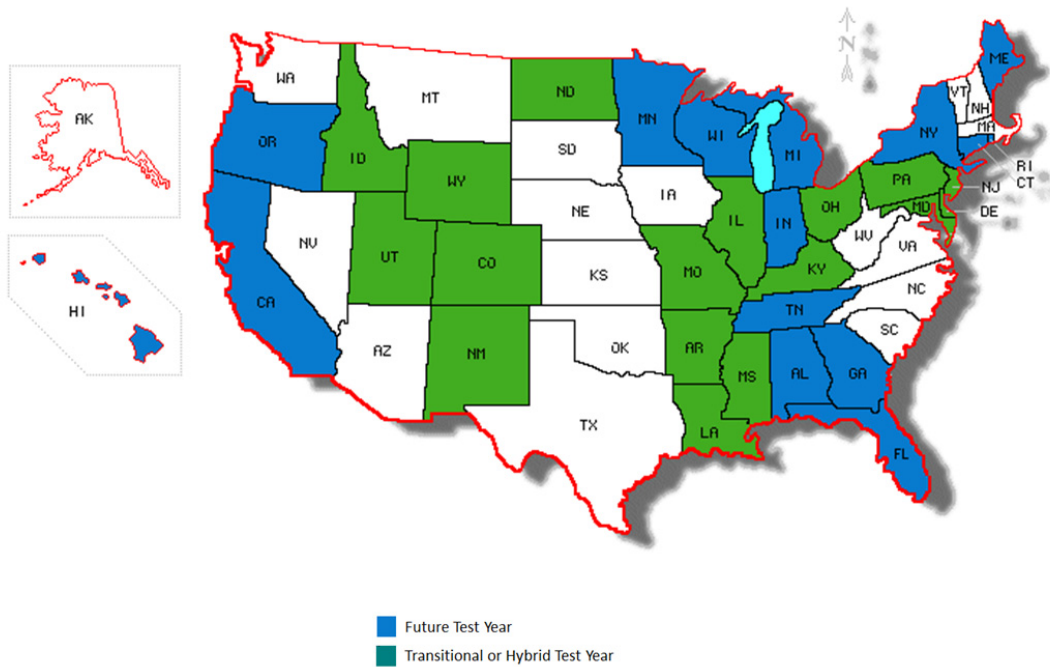 N
ME
WA
VT
NH
MT
ND
MN
AK
MA
OR
WI
NY
SD
ID
MI
RI
WY
CT
PA
NJ
IA
NE
OH
MD
DE
IL
IN
NV
WV
UT
VA
CO
KS
MO
KY
CA
HI
TN
NC
OK
SC
AZ
NM
AR
MS
AL
GA
TX
LA
FL
Future Test Year
Transitional or Hybrid Test Year